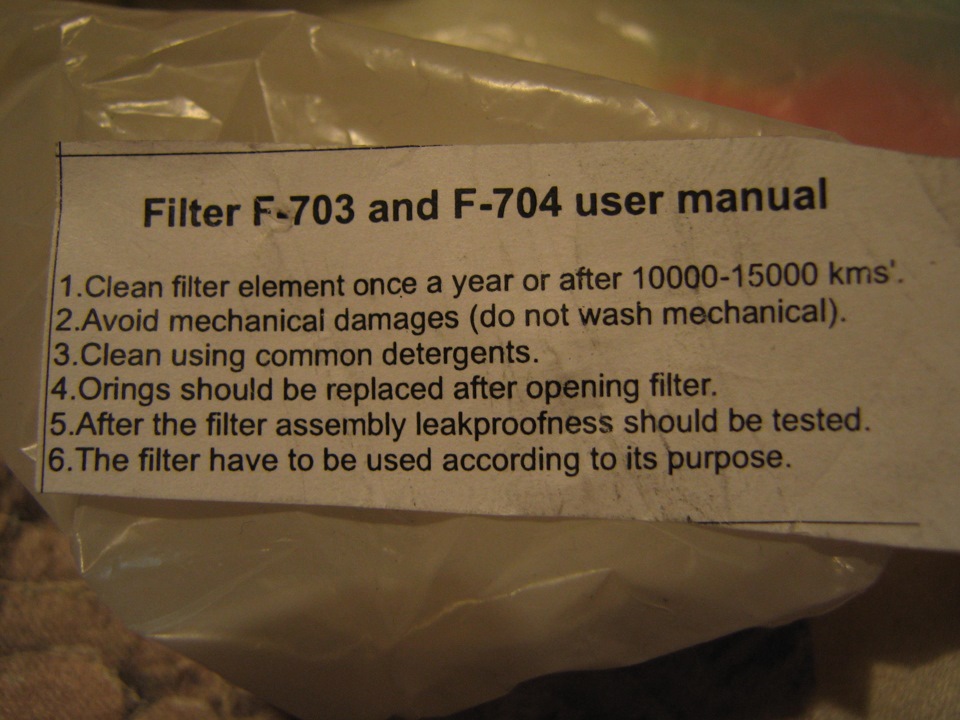 Filter F-703 and F-704 user manual
1.Clean filter element once a year or after 10000-15000 kms'.
2.Avoid mechanical damages (do not wash mechanical).
3.Clean using common detergents.
4.Orings should be replaced after opening filter.
5.After the filter assembly leakproofness should be tested.
6.The filter have to be used according to its purpose.